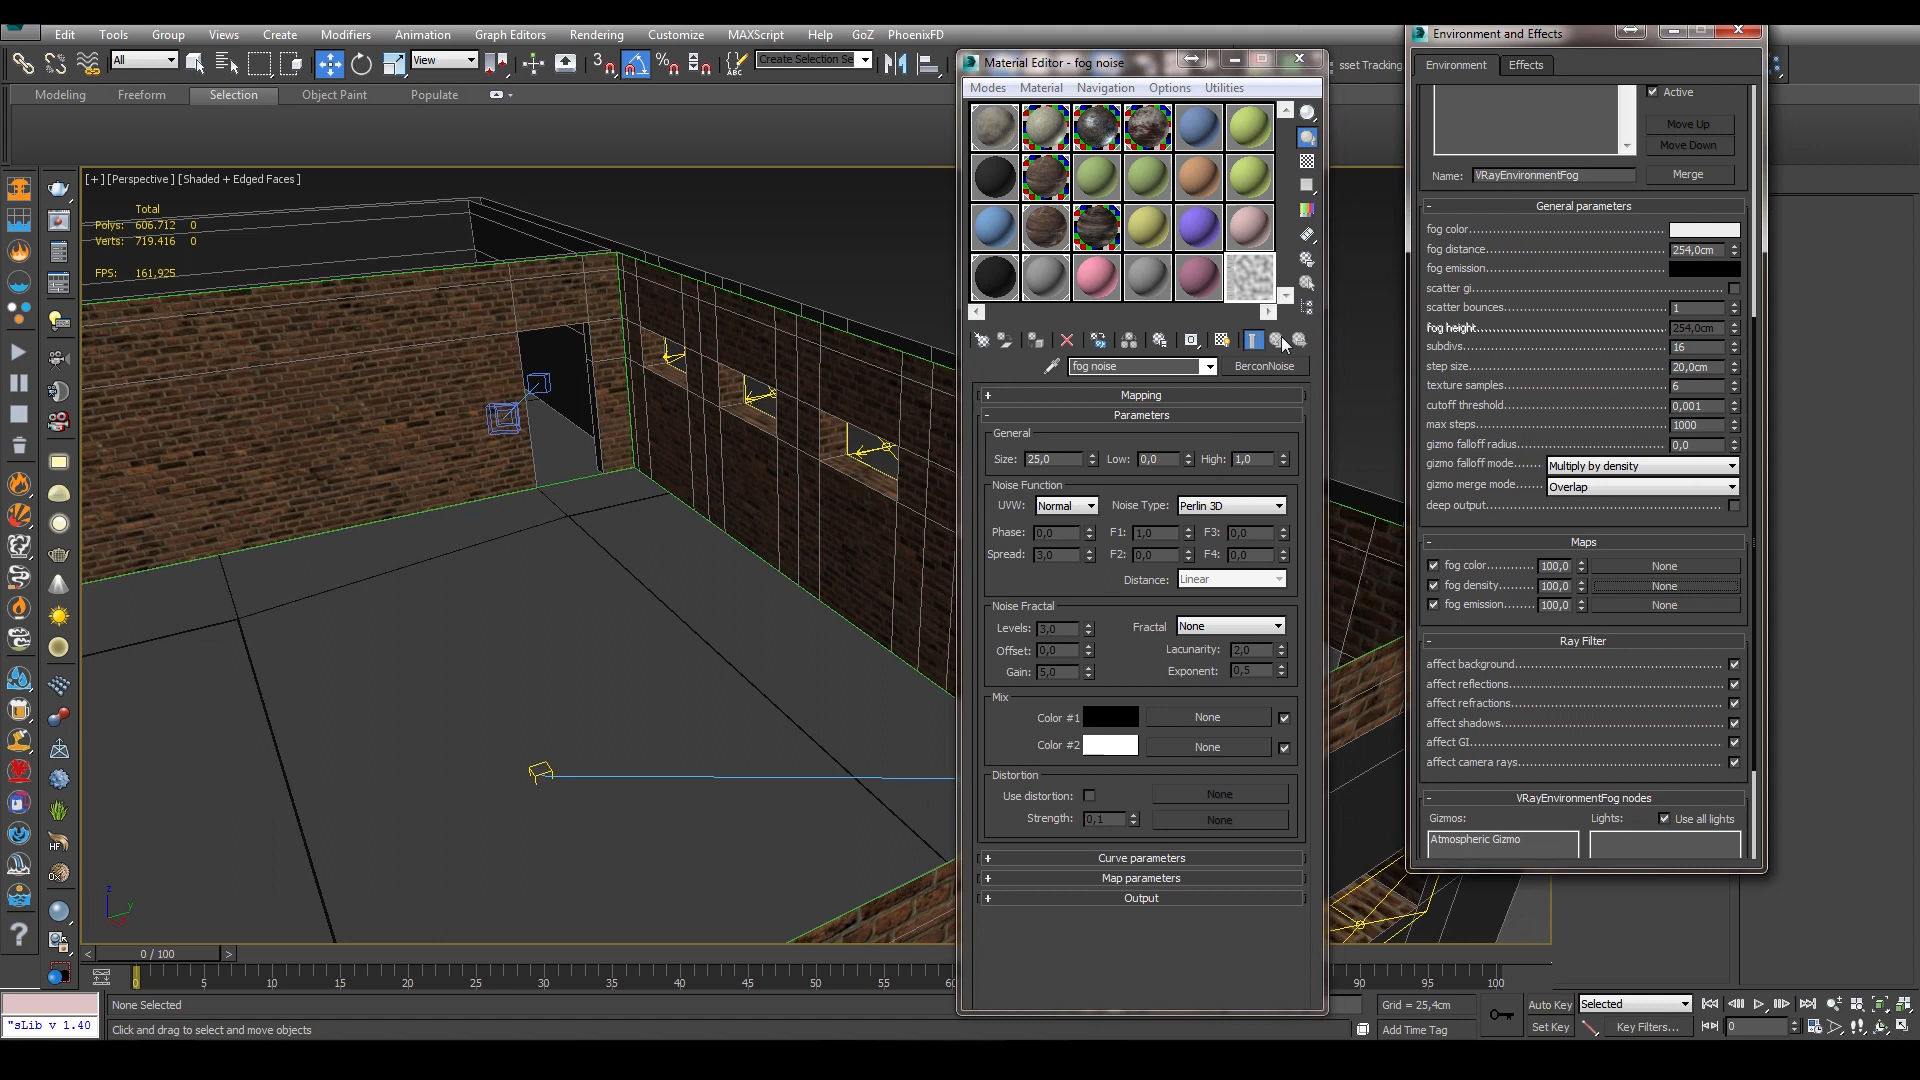 Edit Tools Group Views Create Modifiers Animation Graph Editors Rendering Customize MAXScript Help GoZ PhoenixFD
All View 3 Create Selection Se
sset Tracking
Modeling Freeform Selection Object Paint Populate
[+] [Perspective ] [Shaded + Edged Faces ]
Total
Polys: 606.712 0
Verts: 719.416 0
FPS: 161,925
Material Editor - fog noise
Modes Material Navigation Options Utilities
fog noise BerconNoise
+ Mapping
- Parameters
General
Size: 25,0 Low: 0,0 High: 1,0
Noise Function
UVW: Normal Noise Type: Perlin 3D
Phase: 0,0 F1: 1,0 F3: 0,0
Spread: 3,0 F2: 0,0 F4: 0,0
Distance: Linear
Noise Fractal
Levels: 3,0 Fractal None
Offset: 0,0 Lacunarity: 2,0
Gain: 5,0 Exponent: 0,5
Mix
Color #1 None
Color #2 None
Distortion
Use distortion: None
Strength: 0,1 None
+ Curve parameters
+ Map parameters
+ Output
Environment and Effects
Environment Effects
Active
Move Up
Move Down
Name: VRayEnvironmentFog Merge
- General parameters
fog color
fog distance 254,0cm
fog emission
scatter gi
scatter bounces 1
fog height 254,0cm
subdivs 16
step size 20,0cm
texture samples 6
cutoff threshold 0,001
max steps 1000
gizmo falloff radius 0,0
gizmo falloff mode Multiply by density
gizmo merge mode Overlap
deep output
- Maps
fog color 100,0 None
fog density 100,0 None
fog emission 100,0 None
- Ray Filter
affect background
affect reflections
affect refractions
affect shadows
affect GI
affect camera rays
- VRayEnvironmentFog nodes
Gizmos: Lights: Use all lights
Atmospheric Gizmo
z y
HF
< 0 / 100 >
0 5 10 15 20 25 30 35 40 45 50 55 90 95 100
None Selected Grid = 25,4cm Auto Key Selected
"sLib v 1.40 Click and drag to select and move objects Add Time Tag Set Key Key Filters... 0